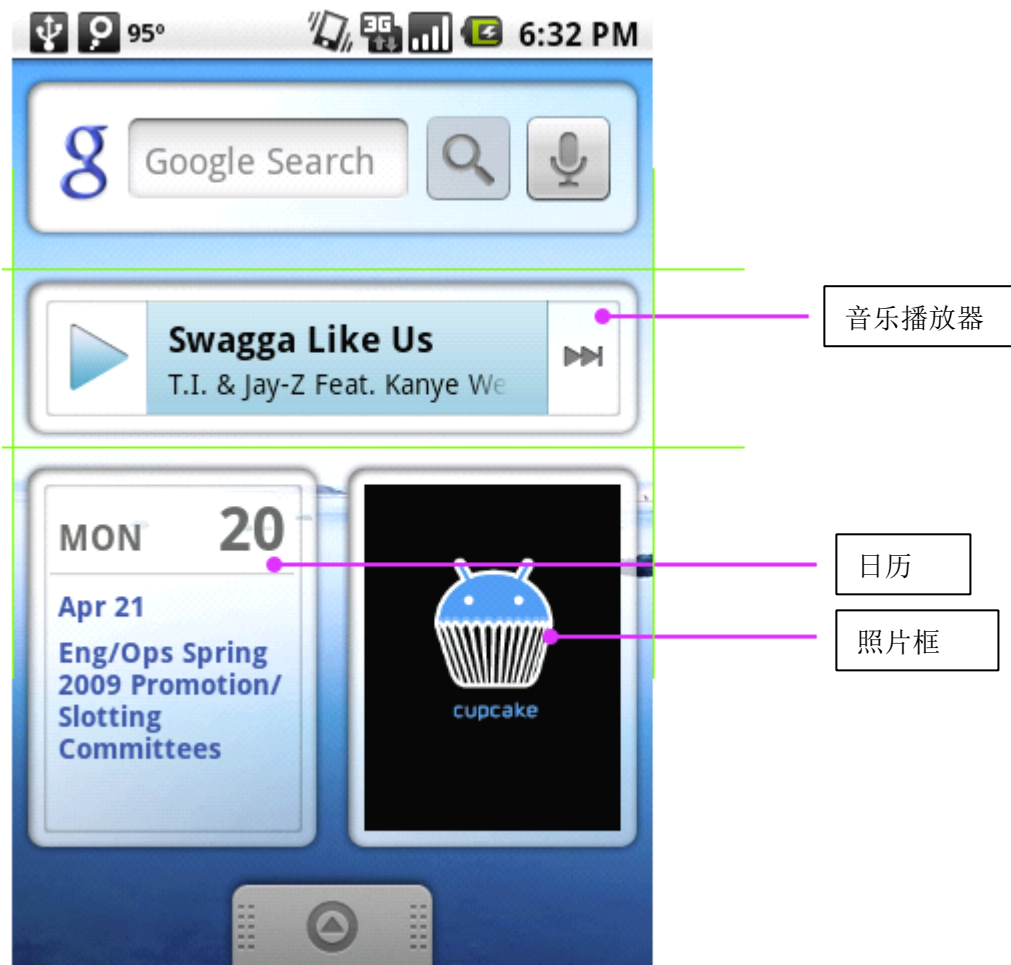 95°
3G
6:32 PM
g
Google Search
Swagga Like Us
T.I. & Jay-Z Feat. Kanye We
音乐播放器
MON 20
Apr 21
Eng/Ops Spring
2009 Promotion/
Slotting
Committees
cupcake
日历
照片框